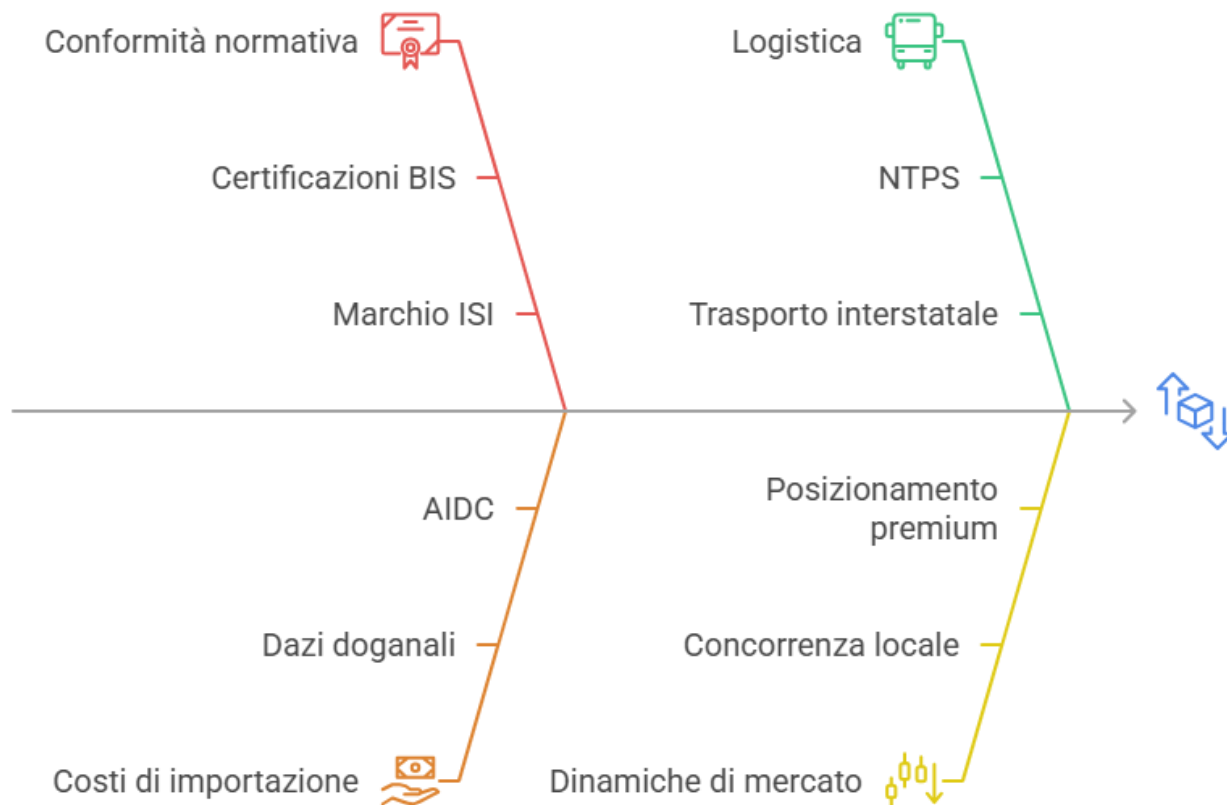 Conformità normativa
Certificazioni BIS
Marchio ISI
Logistica
NTPS
Trasporto interstatale
AIDC
Dazi doganali
Costi di importazione
Posizionamento
premium
Concorrenza locale
Dinamiche di mercato